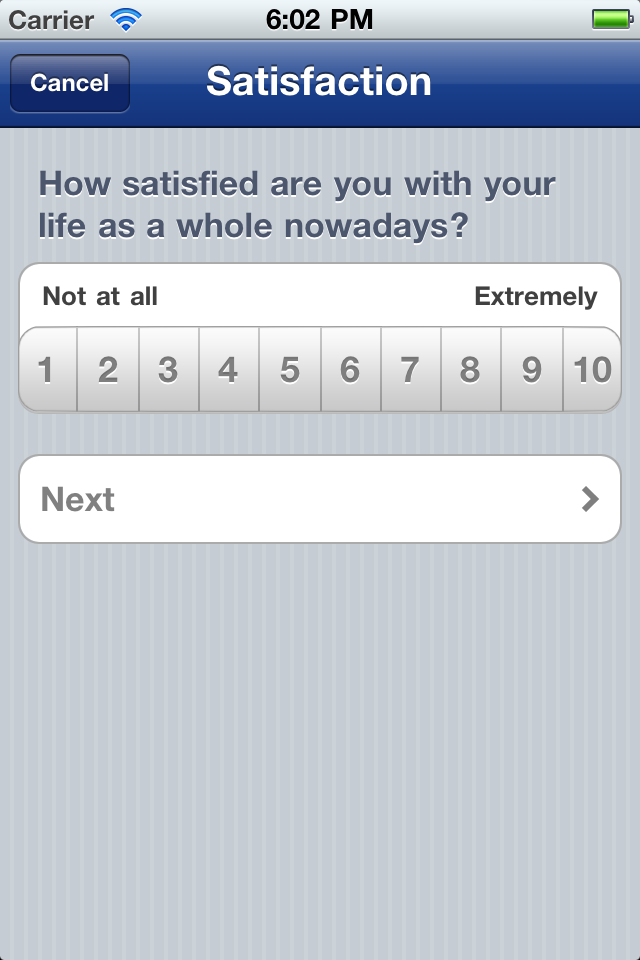 Carrier 6:02 PM
Cancel Satisfaction
How satisfied are you with your
life as a whole nowadays?
Not at all Extremely
1 2 3 4 5 6 7 8 9 10
Next